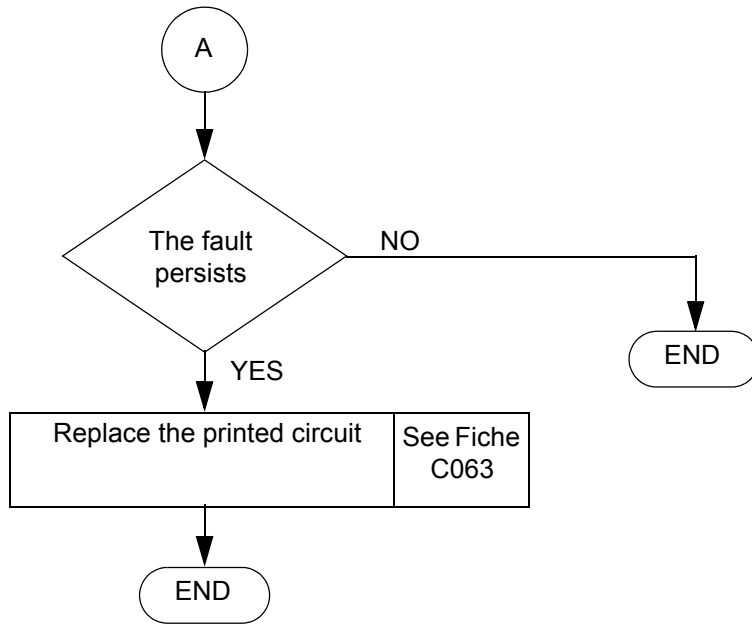 A
The fault
persists
NO
END
YES
Replace the printed circuit
See Fiche
C063
END